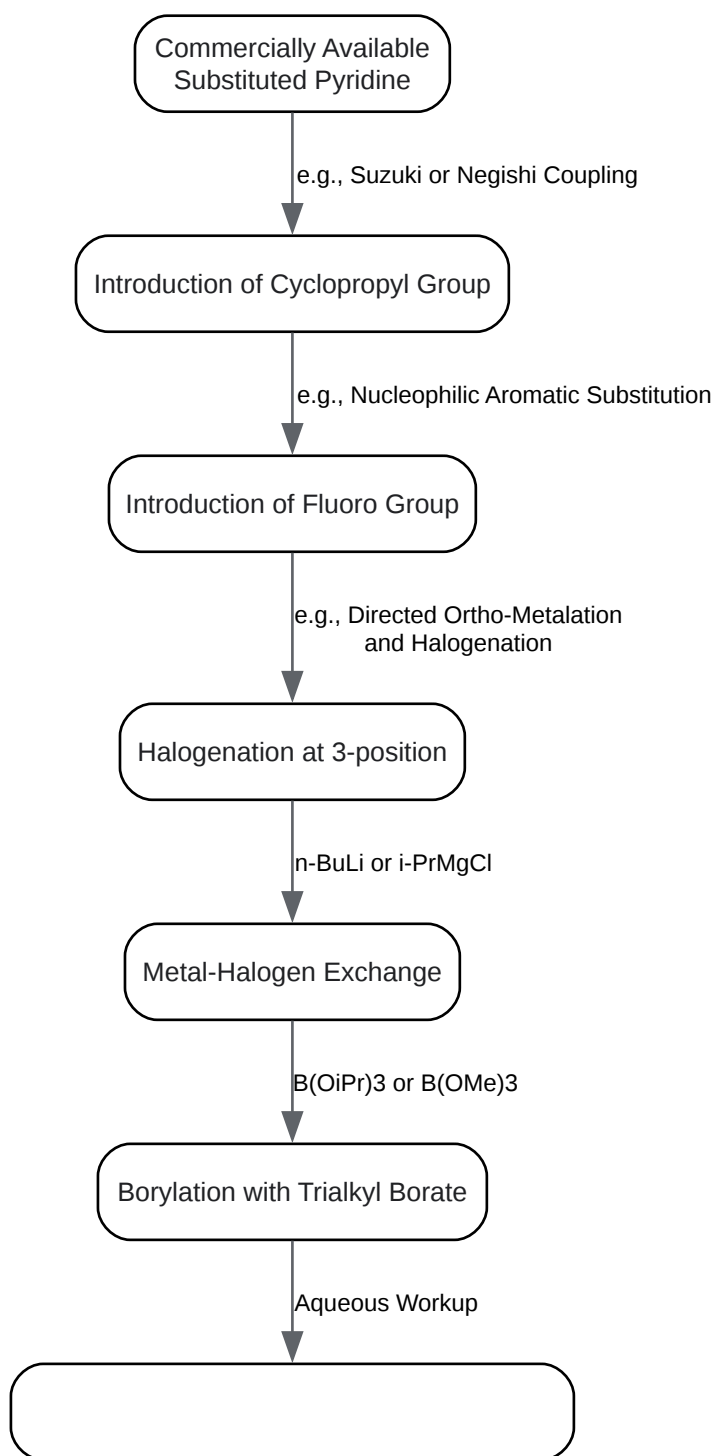 Commercially Available
Substituted Pyridine
e.g., Suzuki or Negishi Coupling
Introduction of Cyclopropyl Group
e.g., Nucleophilic Aromatic Substitution
Introduction of Fluoro Group
e.g., Directed Ortho-Metalation
and Halogenation
Halogenation at 3-position
n-BuLi or i-PrMgCl
Metal-Halogen Exchange
B(OiPr)3 or B(OMe)3
Borylation with Trialkyl Borate
Aqueous Workup